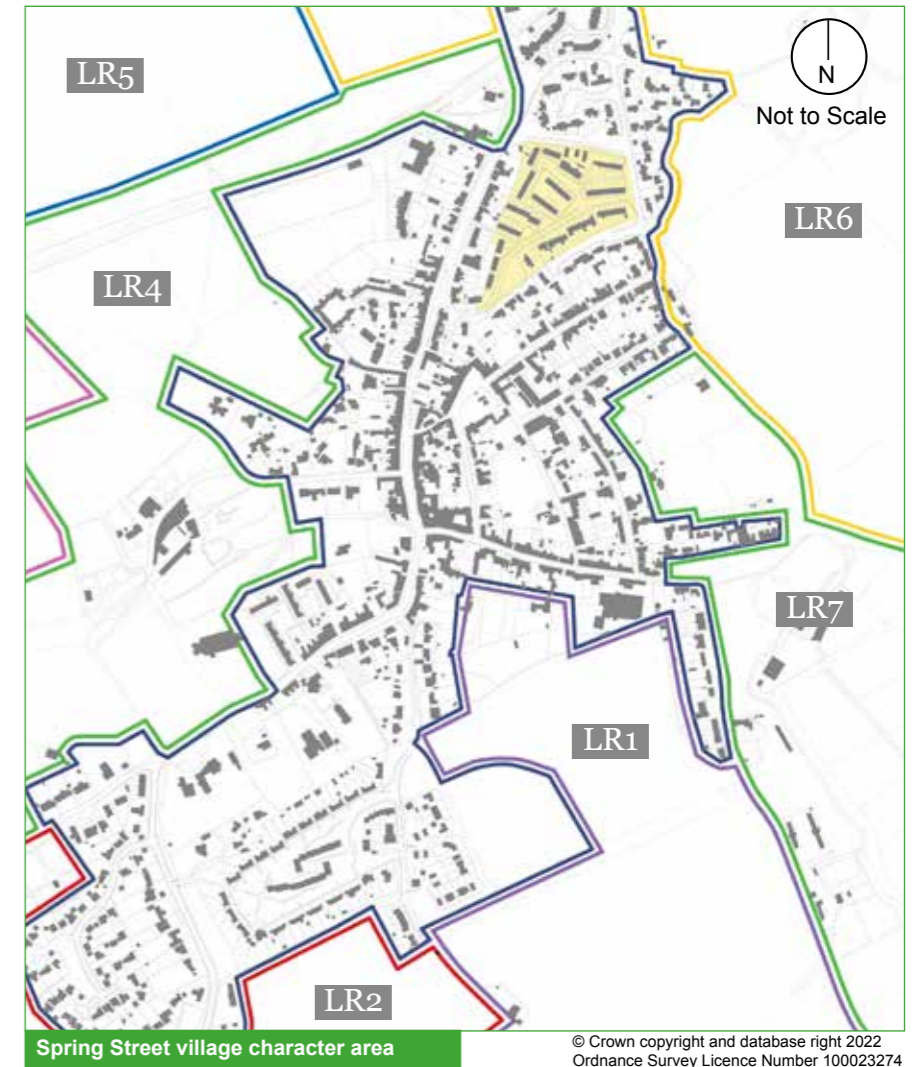 LR5
N
Not to Scale
LR6
LR4
LR7
LR1
LR2
Spring Street village character area
© Crown copyright and database right 2022
Ordnance Survey Licence Number 100023274